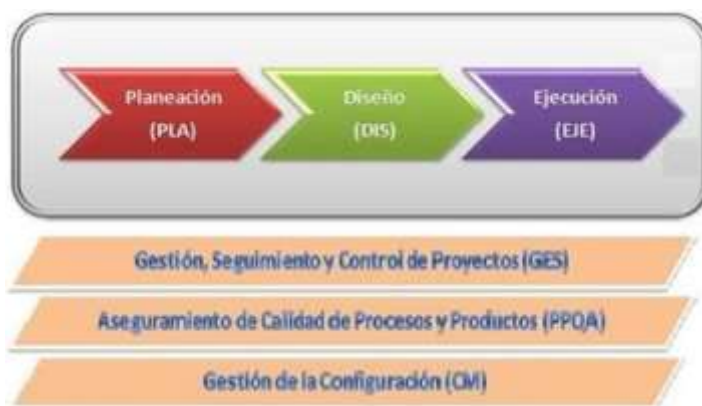 Planeación
(PLA)
Diseño
(DIS)
Ejecución
(EJE)
Gestión, Seguimiento y Control de Proyectos (GES)
Aseguramiento de Calidad de Procesos y Productos (PPQA)
Gestión de la Configuración (CM)